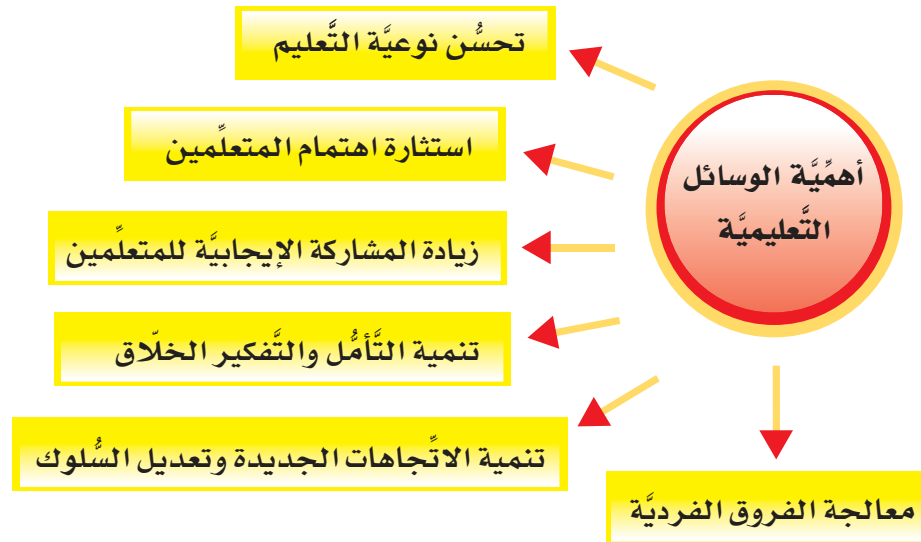 أهمِّيَّة الوسائل
التَّعليميَّة
تحسُّن نوعيَّة التَّعليم
استثارة اهتمام المتعلِّمين
زيادة المشاركة الإيجابيَّة للمتعلِّمين
تنمية التَّأمُّل والتَّفكير الخلّاق
تنمية الاتِّجاهات الجديدة وتعديل السُّلوك
معالجة الفروق الفرديَّة